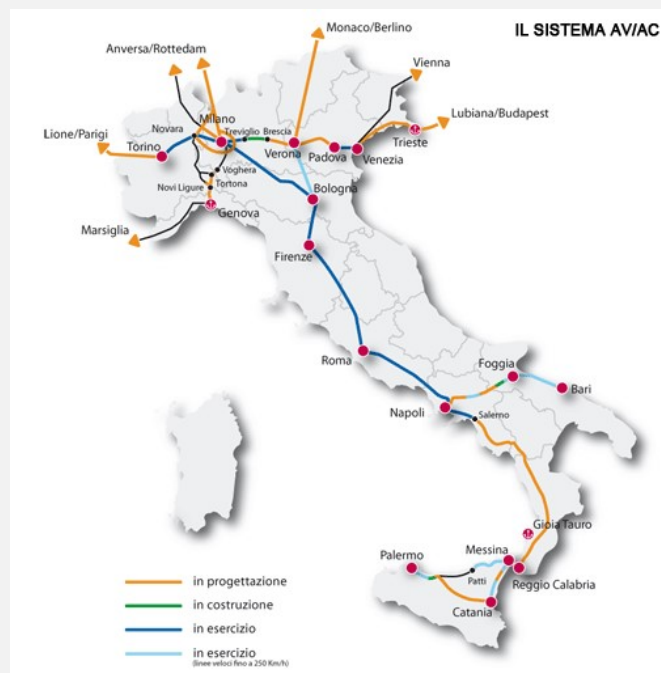 IL SISTEMA AV/AC
Monaco/Berlino
Anversa/Rottedam
Vienna
Lubiana/Budapest
Lione/Parigi
Novara
Milano
Treviglio
Brescia
Torino
Verona
Padova
Venezia
Trieste
Voghera
Tortona
Novi Ligure
Bologna
Genova
Marsiglia
Firenze
Roma
Foggia
Bari
Napoli
Salerno
Gioia Tauro
Messina
Palermo
Patti
Reggio Calabria
Catania
in progettazione
in costruzione
in esercizio
in esercizio
(linee veloci fino a 250 Km/h)